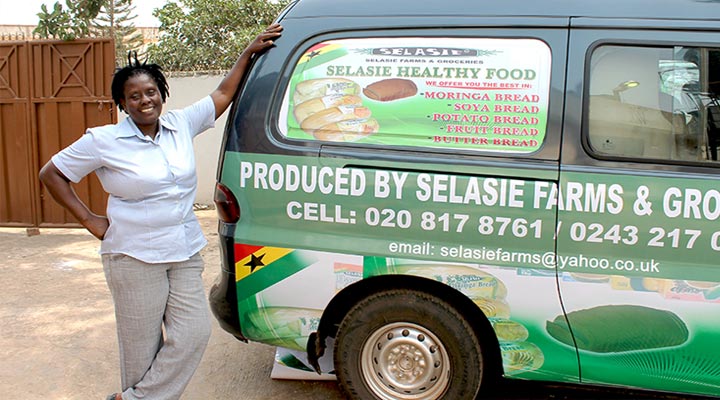 SELASIE
SELASIE FARMS & GROCERIES
SELASIE HEALTHY FOOD
WE OFFER YOU THE BEST IN:
-MORINGA BREAD
- SOYA BREAD
-POTATO BREAD
-FRUIT BREAD
-BUTTER BREAD
PRODUCED BY SELASIE FARMS & GRO
CELL: 020 817 8761 / 0243 217 0
email: selasiefarms@yahoo.co.uk